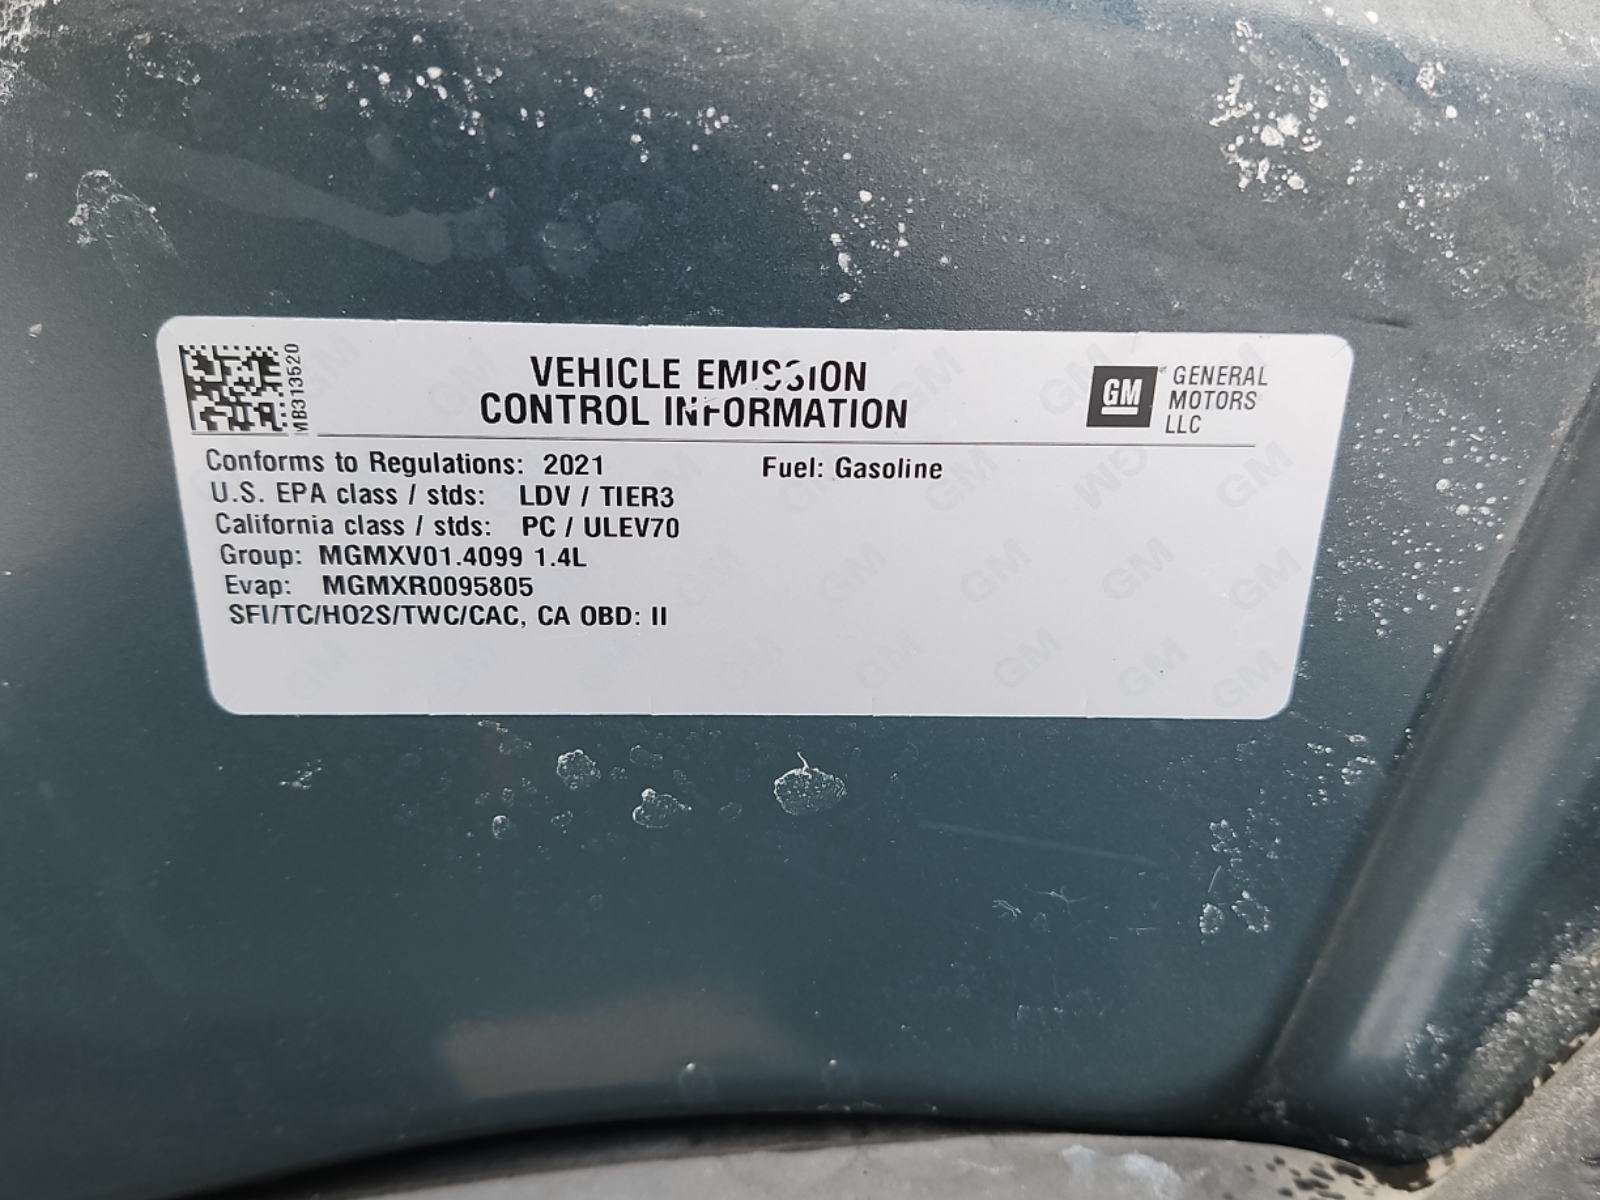 MB313520
VEHICLE EMISSION
CONTROL INFORMATION
GM
GENERAL
MOTORS
LLC
Conforms to Regulations: 2021 Fuel: Gasoline
U.S. EPA class / stds: LDV / TIER3
California class / stds: PC / ULEV70
Group: MGMXV01.4099 1.4L
Evap: MGMXR0095805
SFI/TC/HO2S/TWC/CAC, CA OBD: II